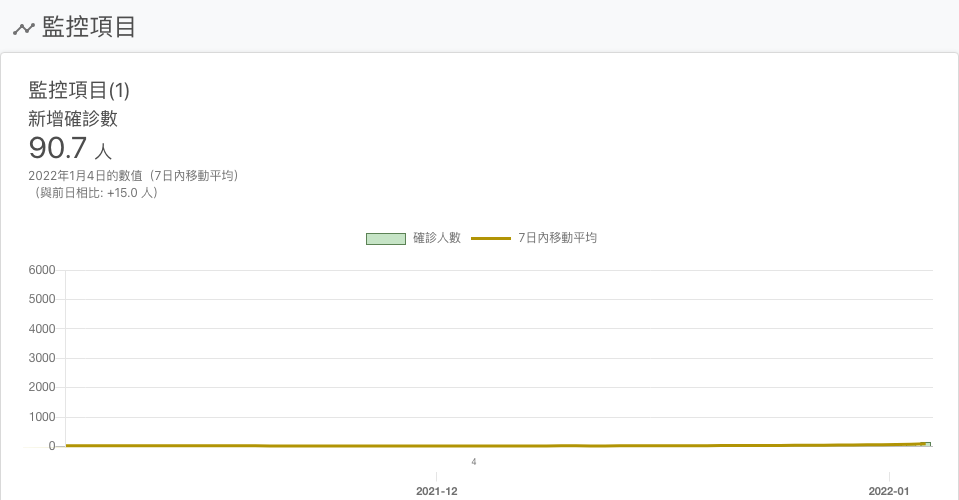 監控項目
監控項目(1)
新增確診數
90.7 人
2022年1月4日的數值（7日內移動平均）
（與前日相比: +15.0 人）
確診人數 7日內移動平均
6000
5000
4000
3000
2000
1000
0
4
2021-12 2022-01